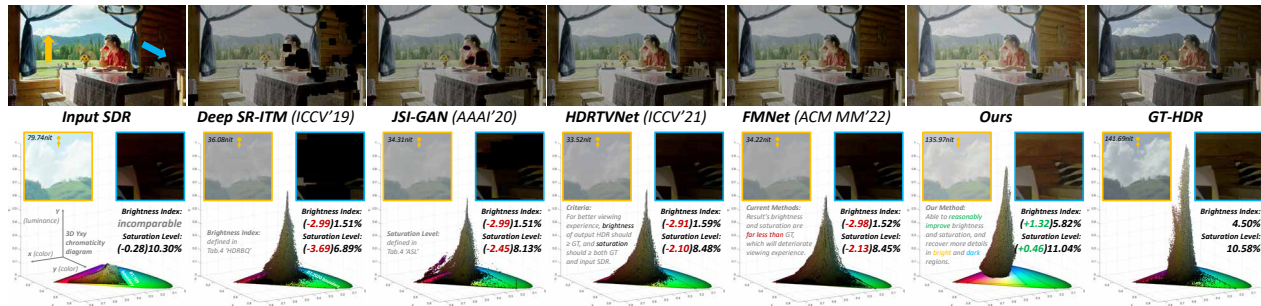 Input SDR
Deep SR-ITM (ICCV'19)
JSI-GAN (AAAI'20)
HDRTVNet (ICCV'21)
FMNet (ACM MM'22)
Ours
GT-HDR
79.74nit
Y
(luminance)
3D Yxy
chromaticity
diagram
x (color)
y (color)
Brightness Index:
incomparable
Saturation Level:
(-0.28)10.30%
36.08nit
Brightness Index:
defined in
Tab.4 'HDRBQ'
Brightness Index:
(-2.99)1.51%
Saturation Level:
(-3.69)6.89%
34.31nit
Saturation Level:
defined in
Tab.4 'ASL'
Brightness Index:
(-2.99)1.51%
Saturation Level:
(-2.45)8.13%
33.52nit
Criteria:
For better viewing
experience, brightness
of output HDR should
≥ GT, and saturation
should ≥ both GT
and input SDR.
Brightness Index:
(-2.91)1.59%
Saturation Level:
(-2.10)8.48%
34.22nit
Current Methods:
Result's brightness
and saturation are
far less than GT,
which will deteriorate
viewing experience.
Brightness Index:
(-2.98)1.52%
Saturation Level:
(-2.13)8.45%
135.97nit
Our Method:
Able to reasonably
improve brightness
and saturation, and
recover more details
in bright and dark
regions.
Brightness Index:
(+1.32)5.82%
Saturation Level:
(+0.46)11.04%
141.69nit
Brightness Index:
4.50%
Saturation Level:
10.58%